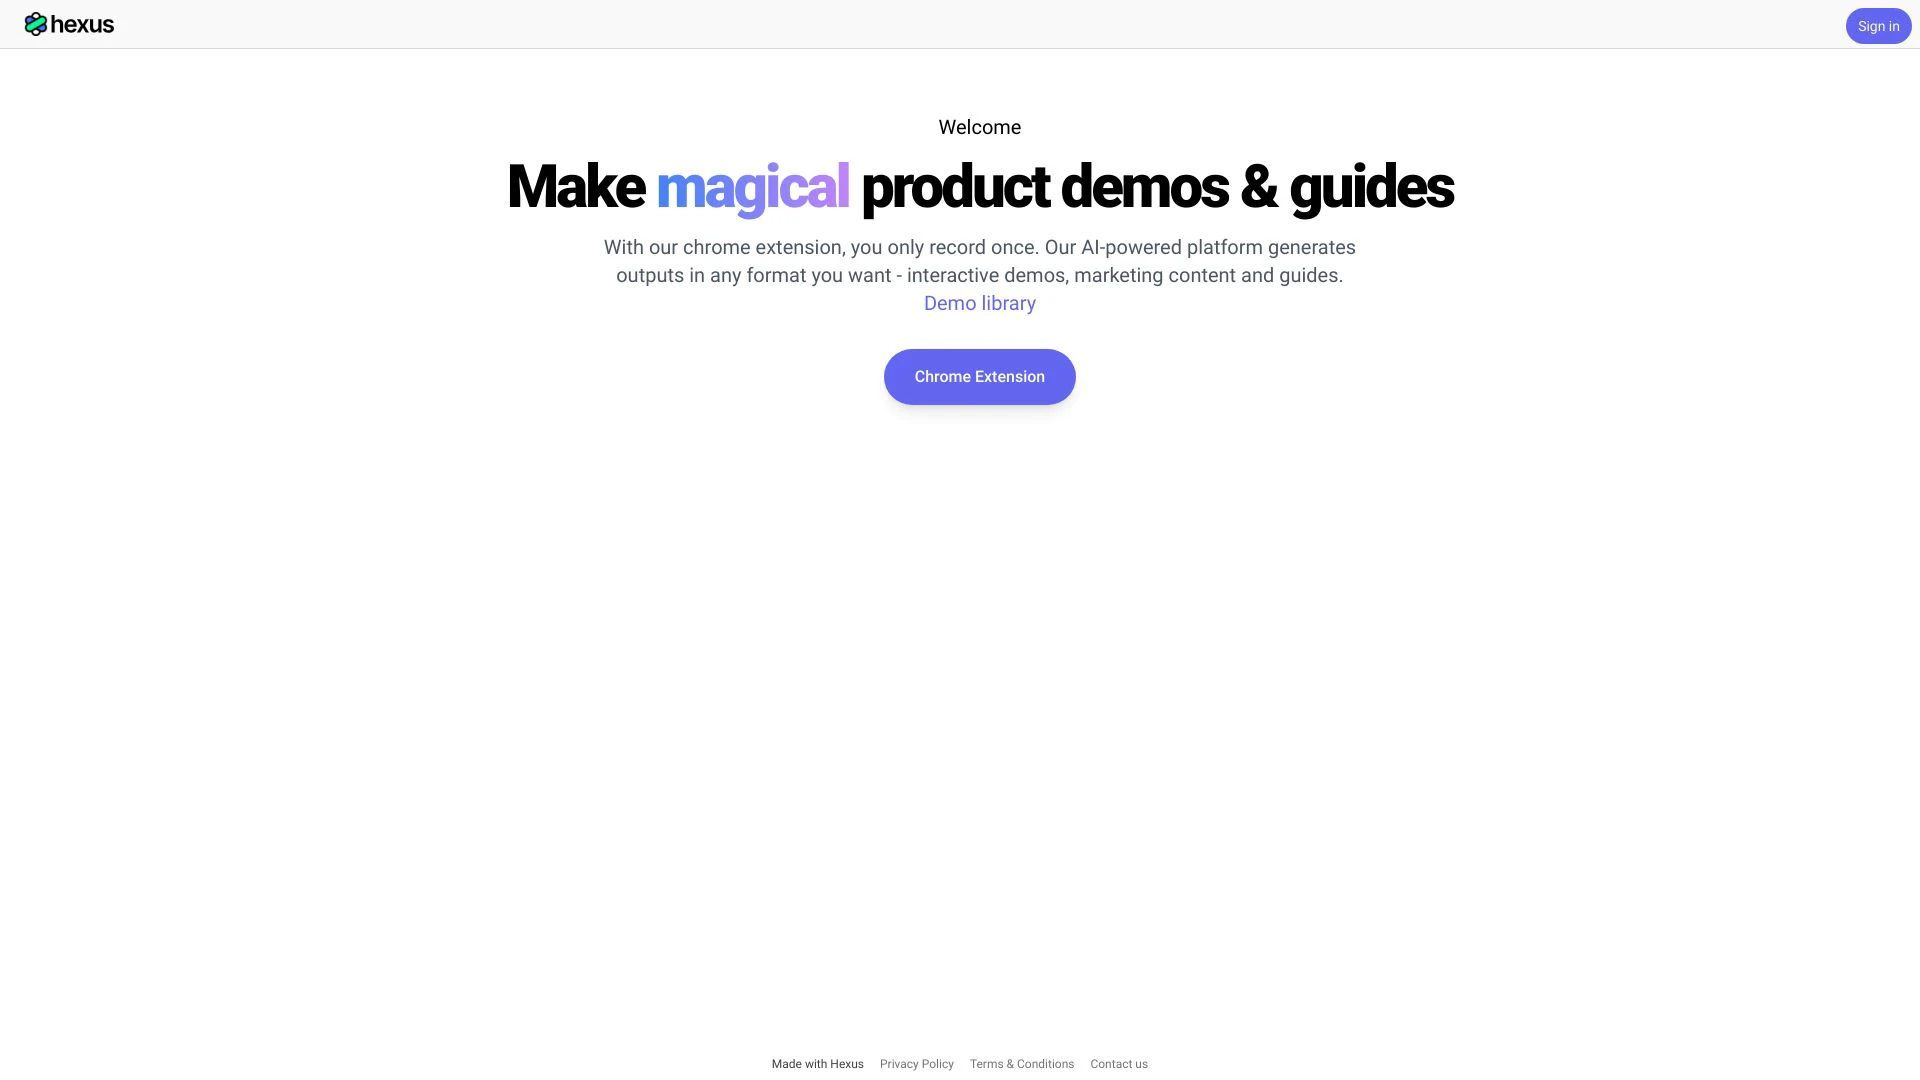 hexus
Sign in
Welcome
Make magical product demos & guides
With our chrome extension, you only record once. Our AI-powered platform generates
outputs in any format you want - interactive demos, marketing content and guides.
Demo library
Chrome Extension
Made with Hexus Privacy Policy Terms & Conditions Contact us